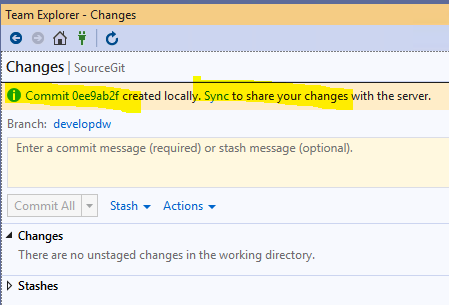 Team Explorer - Changes
Changes | SourceGit
Commit 0ee9ab2f created locally. Sync to share your changes with the server.
Branch: developdw
Enter a commit message (required) or stash message (optional).
Commit All Stash Actions
Changes
There are no unstaged changes in the working directory.
Stashes